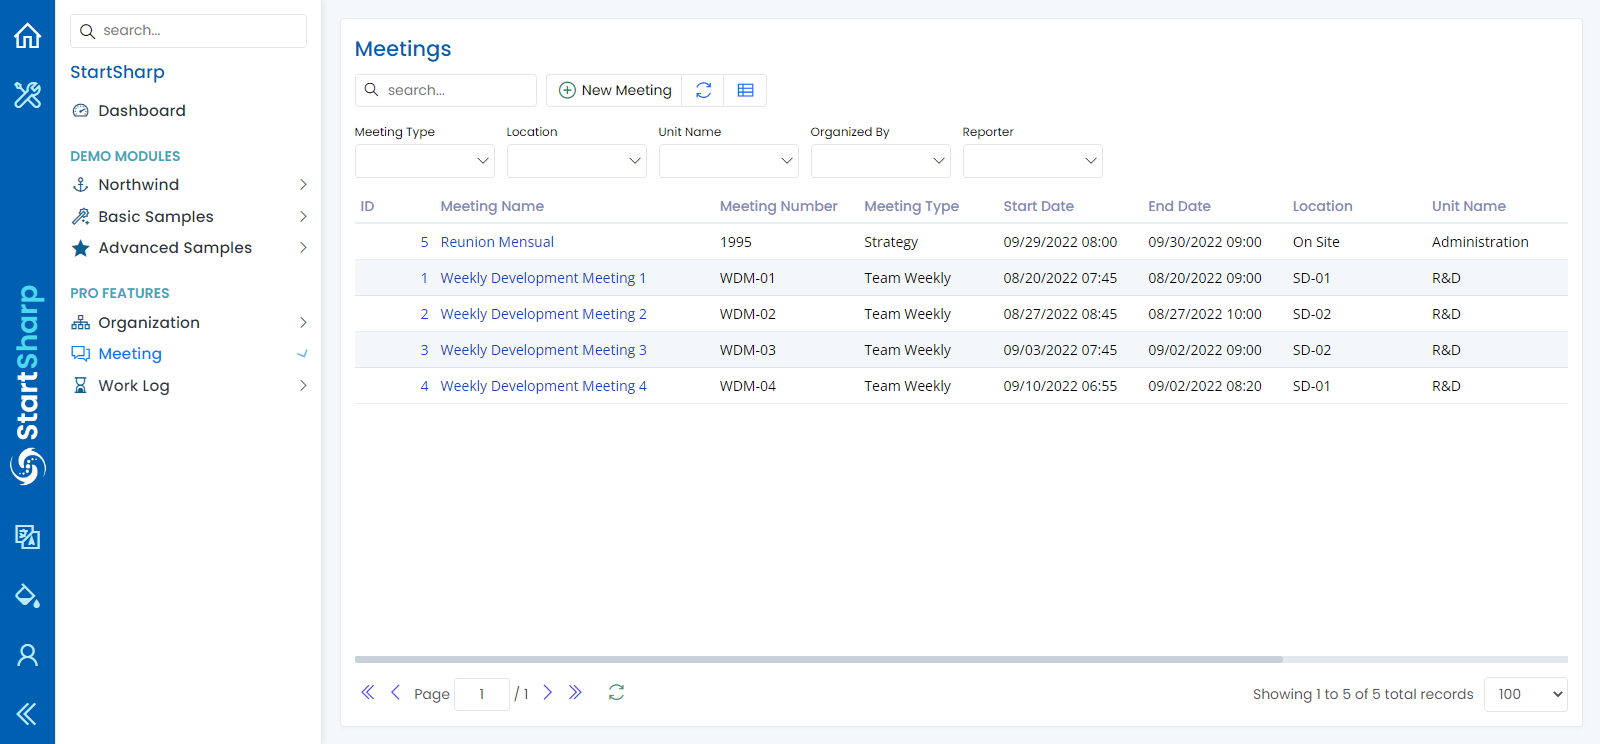 search...
StartSharp
Dashboard
DEMO MODULES
Northwind
Basic Samples
Advanced Samples
PRO FEATURES
Organization
Meeting
Work Log
StartSharp
Meetings
search...
New Meeting
Meeting Type Location Unit Name Organized By Reporter
ID Meeting Name Meeting Number Meeting Type Start Date End Date Location Unit Name
5 Reunion Mensual 1995 Strategy 09/29/2022 08:00 09/30/2022 09:00 On Site Administration
1 Weekly Development Meeting 1 WDM-01 Team Weekly 08/20/2022 07:45 08/20/2022 09:00 SD-01 R&D
2 Weekly Development Meeting 2 WDM-02 Team Weekly 08/27/2022 08:45 08/27/2022 10:00 SD-02 R&D
3 Weekly Development Meeting 3 WDM-03 Team Weekly 09/03/2022 07:45 09/02/2022 09:00 SD-02 R&D
4 Weekly Development Meeting 4 WDM-04 Team Weekly 09/10/2022 06:55 09/02/2022 08:20 SD-01 R&D
Page 1 / 1
Showing 1 to 5 of 5 total records 100